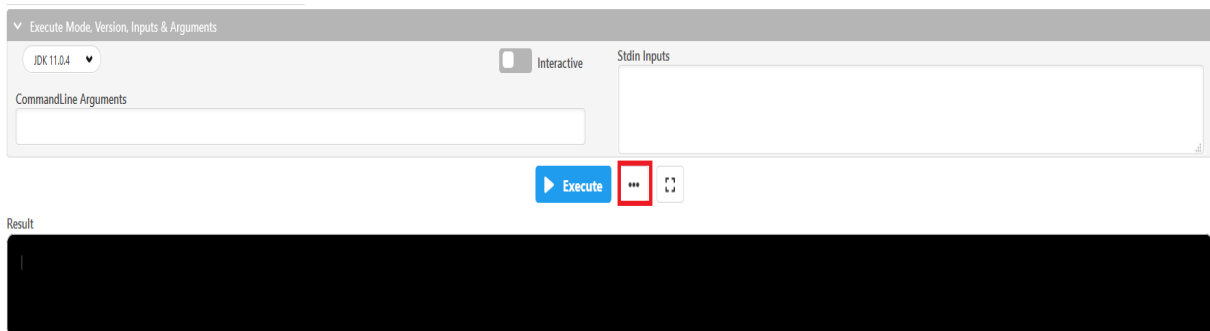 Execute Mode, Version, Inputs & Arguments
JDK 11.0.4
Interactive
Stdin Inputs
CommandLine Arguments
Execute
•••
Result